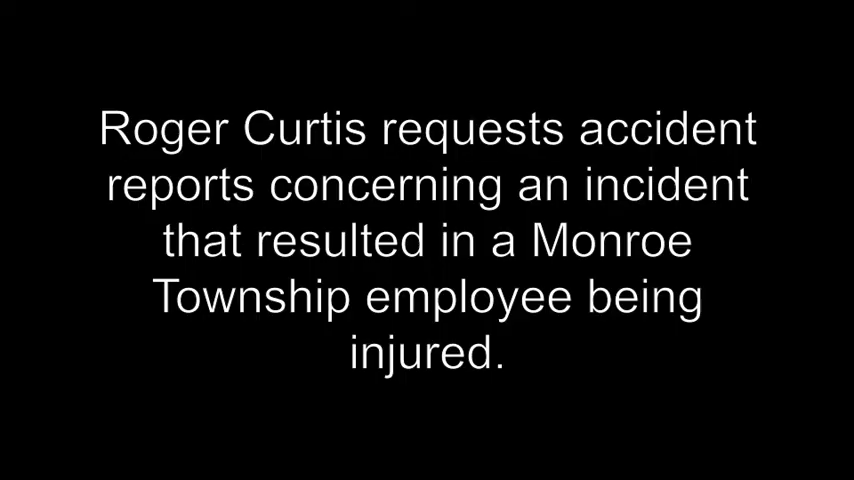 Roger Curtis requests accident
reports concerning an incident
that resulted in a Monroe
Township employee being
injured.